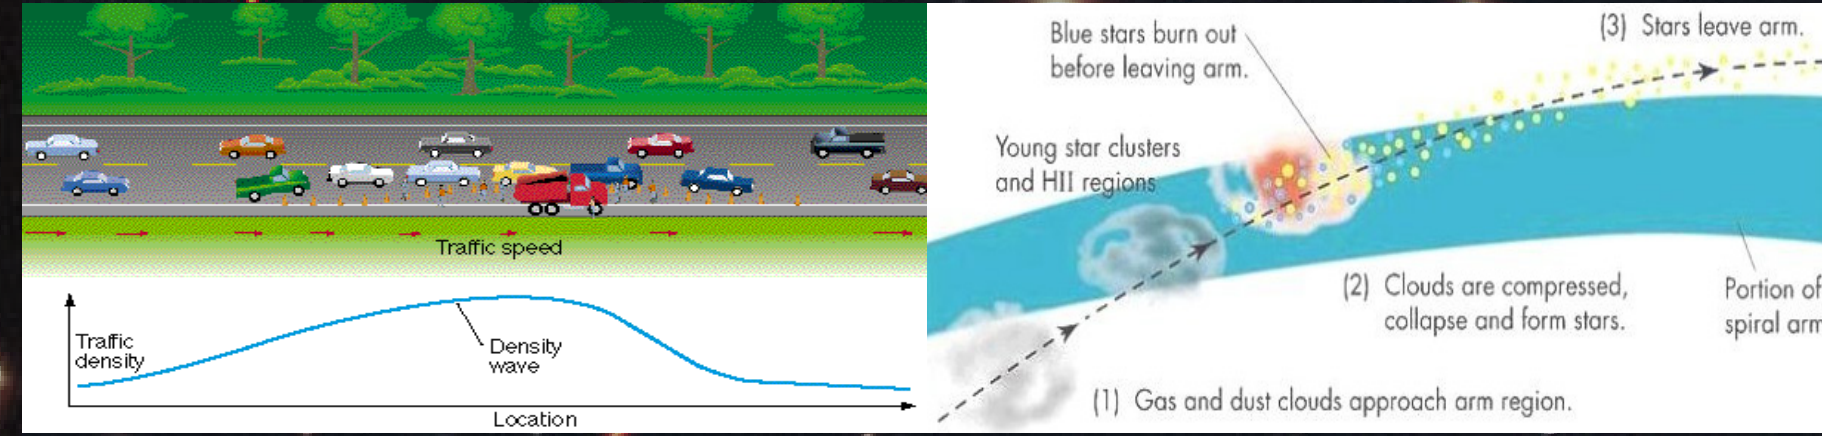 Traffic speed
Traffic
density
Density
wave
Location
Blue stars burn out
before leaving arm.
(3) Stars leave arm.
Young star clusters
and HII regions
(2) Clouds are compressed,
collapse and form stars.
Portion of
spiral arm
(1) Gas and dust clouds approach arm region.